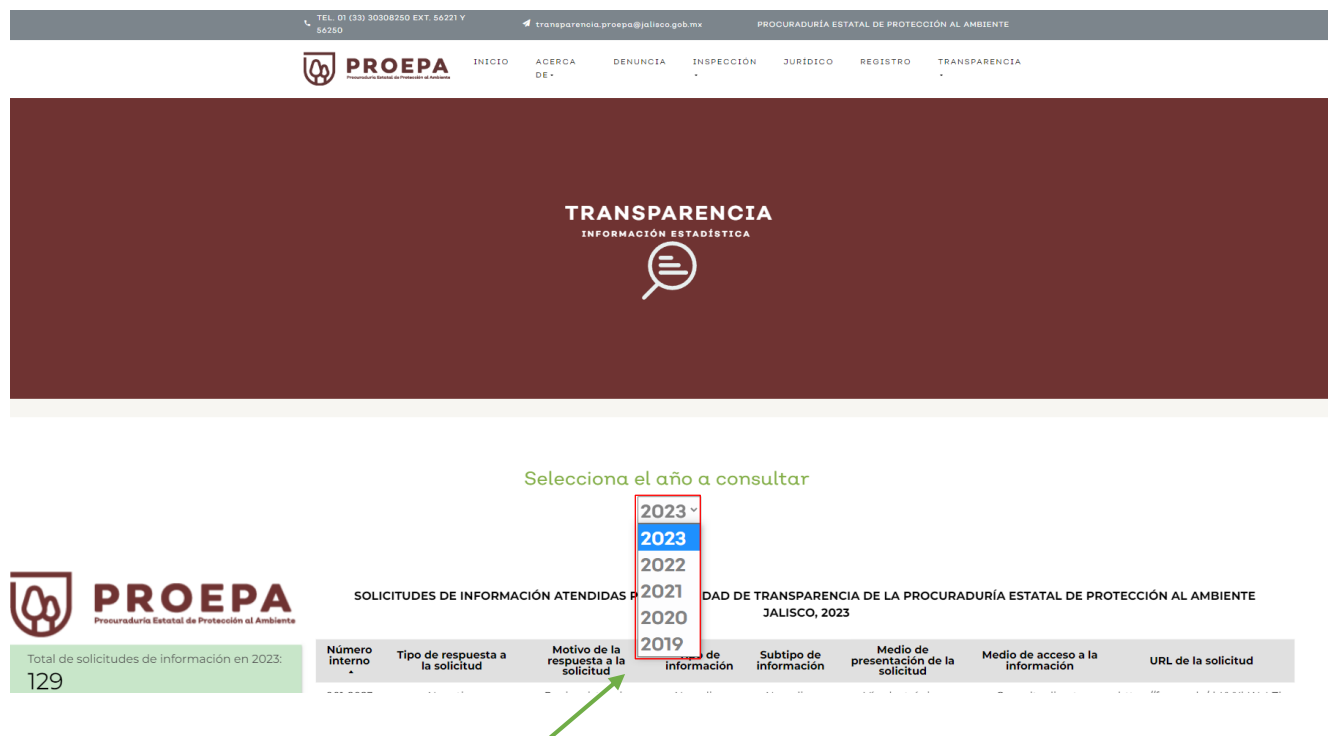 TEL. 01 (33) 30308250 EXT. 56221 Y
56250
transparencia.proepa@jalisco.gob.mx
PROCURADURÍA ESTATAL DE PROTECCIÓN AL AMBIENTE
PROEPA
Procuraduría Estatal de Protección al Ambiente
INICIO
ACERCA
DE
DENUNCIA
INSPECCIÓN
JURÍDICO
REGISTRO
TRANSPARENCIA
TRANSPARENCIA
INFORMACIÓN ESTADÍSTICA
Selecciona el año a consultar
2023
2023
2022
2021
2020
2019
PROEPA
Procuraduría Estatal de Protección al Ambiente
Total de solicitudes de información en 2023:
129
SOLICITUDES DE INFORMACIÓN ATENDIDAS DE TRANSPARENCIA DE LA PROCURADURÍA ESTATAL DE PROTECCIÓN AL AMBIENTE
JALISCO, 2023
Número
interno
Tipo de respuesta a
la solicitud
Motivo de la
respuesta a la
solicitud
de
información
Subtipo de
información
Medio de
presentación de la
solicitud
Medio de acceso a la
información
URL de la solicitud